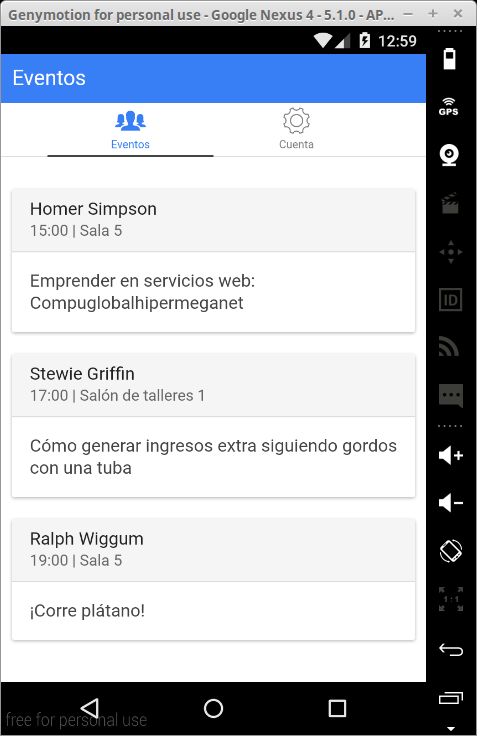 Genymotion for personal use - Google Nexus 4 - 5.1.0 - AP...
12:59
Eventos
GPS
Eventos
Cuenta
Homer Simpson
15:00 | Sala 5
Emprender en servicios web:
Compuglobalhipermeganet
ID
Stewie Griffin
17:00 | Salón de talleres 1
Cómo generar ingresos extra siguiendo gordos
con una tuba
Ralph Wiggum
19:00 | Sala 5
1:1
¡Corre plátano!
free for personal use